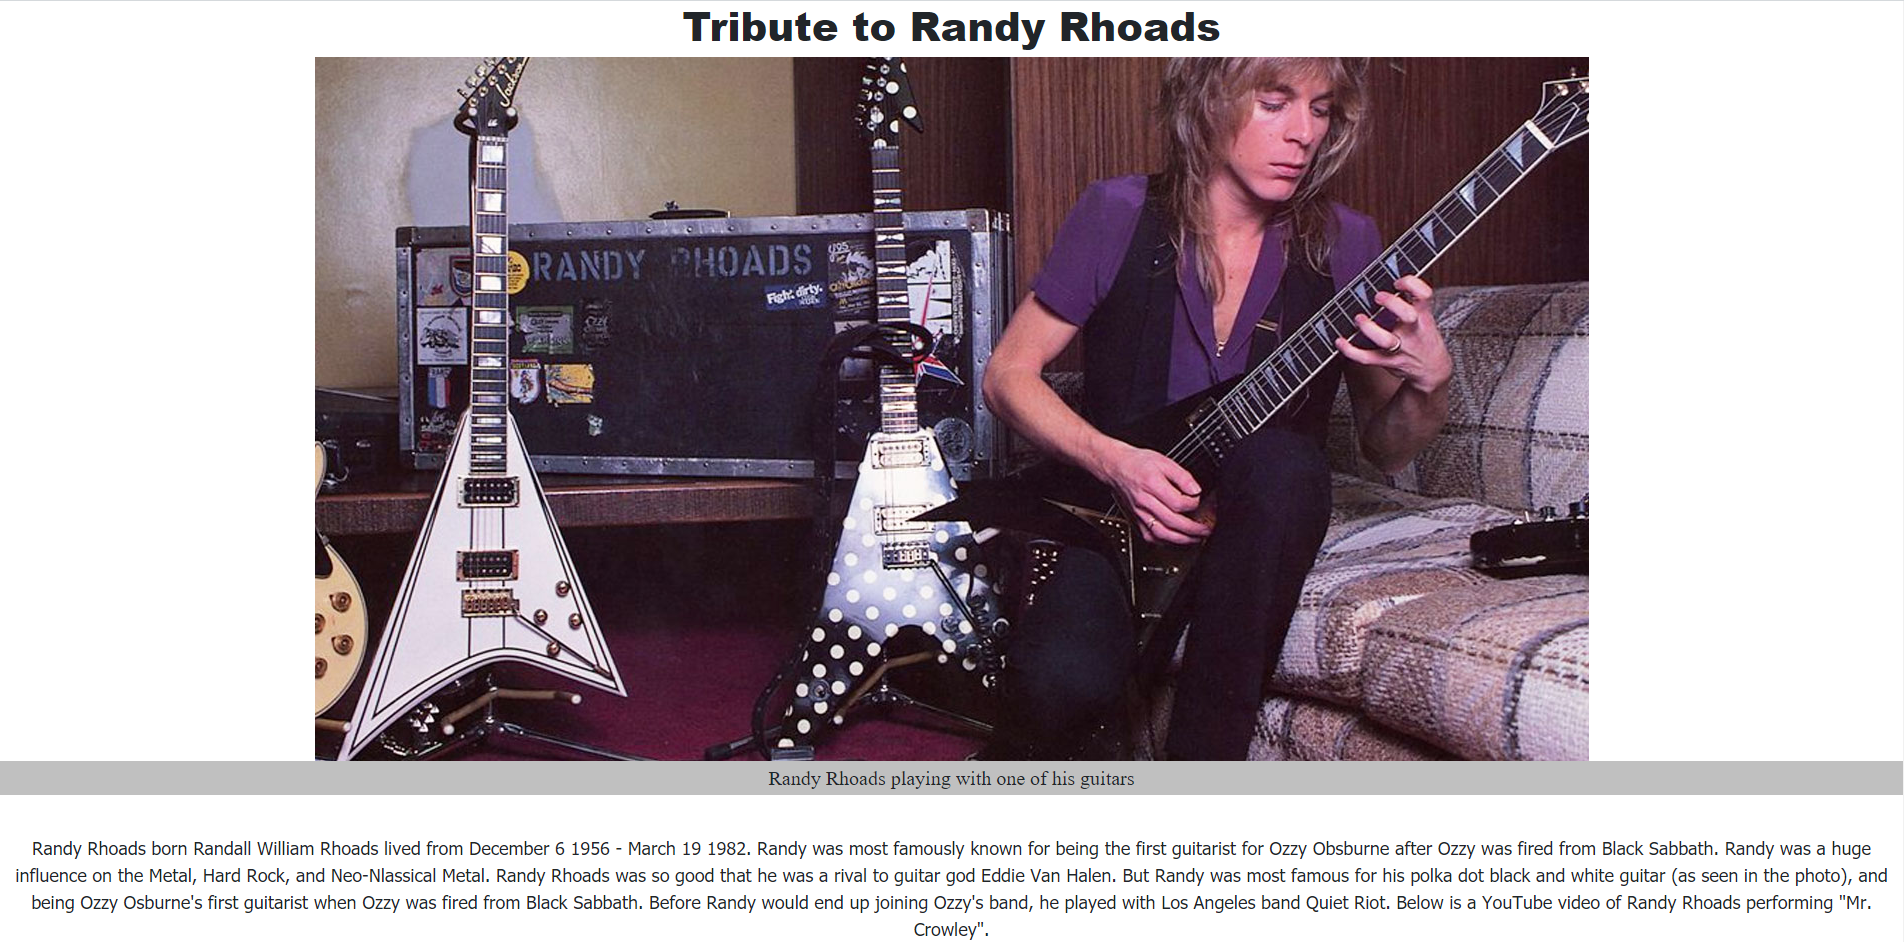 Tribute to Randy Rhoads
Jackson
RANDY RHOADS
Fight dirty.
Randy Rhoads playing with one of his guitars
Randy Rhoads born Randall William Rhoads lived from December 6 1956 - March 19 1982. Randy was most famously known for being the first guitarist for Ozzy Obsburne after Ozzy was fired from Black Sabbath. Randy was a huge
influence on the Metal, Hard Rock, and Neo-Nlassical Metal. Randy Rhoads was so good that he was a rival to guitar god Eddie Van Halen. But Randy was most famous for his polka dot black and white guitar (as seen in the photo), and
being Ozzy Osburne's first guitarist when Ozzy was fired from Black Sabbath. Before Randy would end up joining Ozzy's band, he played with Los Angeles band Quiet Riot. Below is a YouTube video of Randy Rhoads performing "Mr.
Crowley".